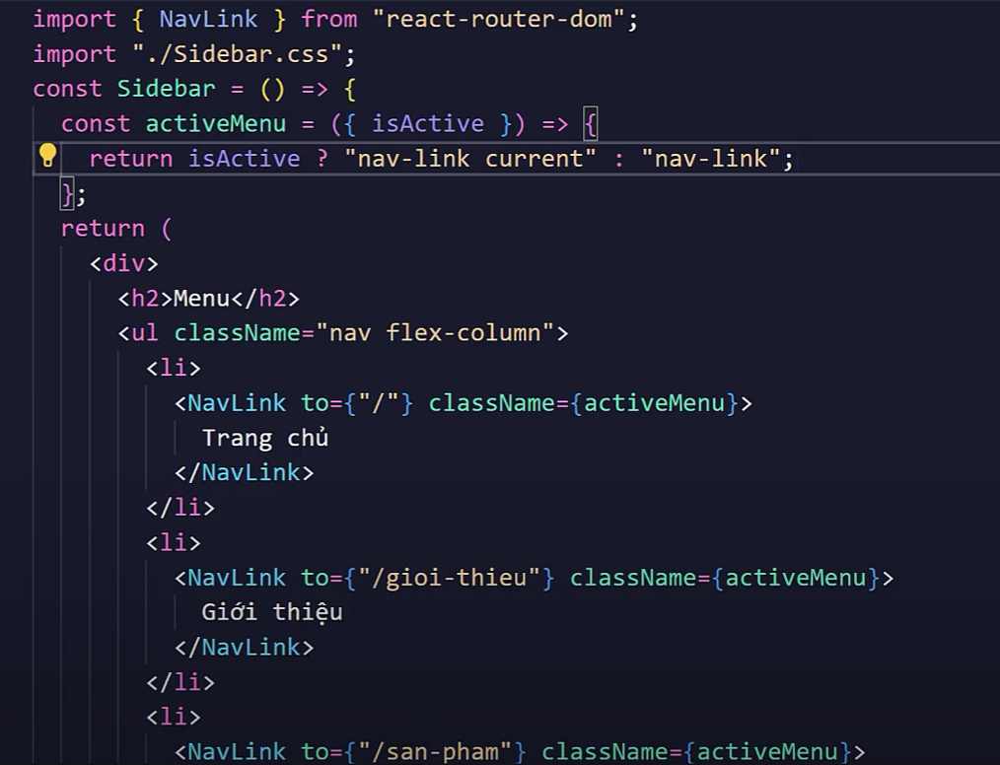 import { NavLink } from "react-router-dom";
import "./Sidebar.css";
const Sidebar = () => {
  const activeMenu = ({ isActive }) => {
    return isActive ? "nav-link current" : "nav-link";
  };
  return (
    <div>
      <h2>Menu</h2>
      <ul className="nav flex-column">
        <li>
          <NavLink to={"/"} className={activeMenu}>
            Trang chủ
          </NavLink>
        </li>
        <li>
          <NavLink to={"/gioi-thieu"} className={activeMenu}>
            Giới thiệu
          </NavLink>
        </li>
        <li>
          <NavLink to={"/san-pham"} className={activeMenu}>